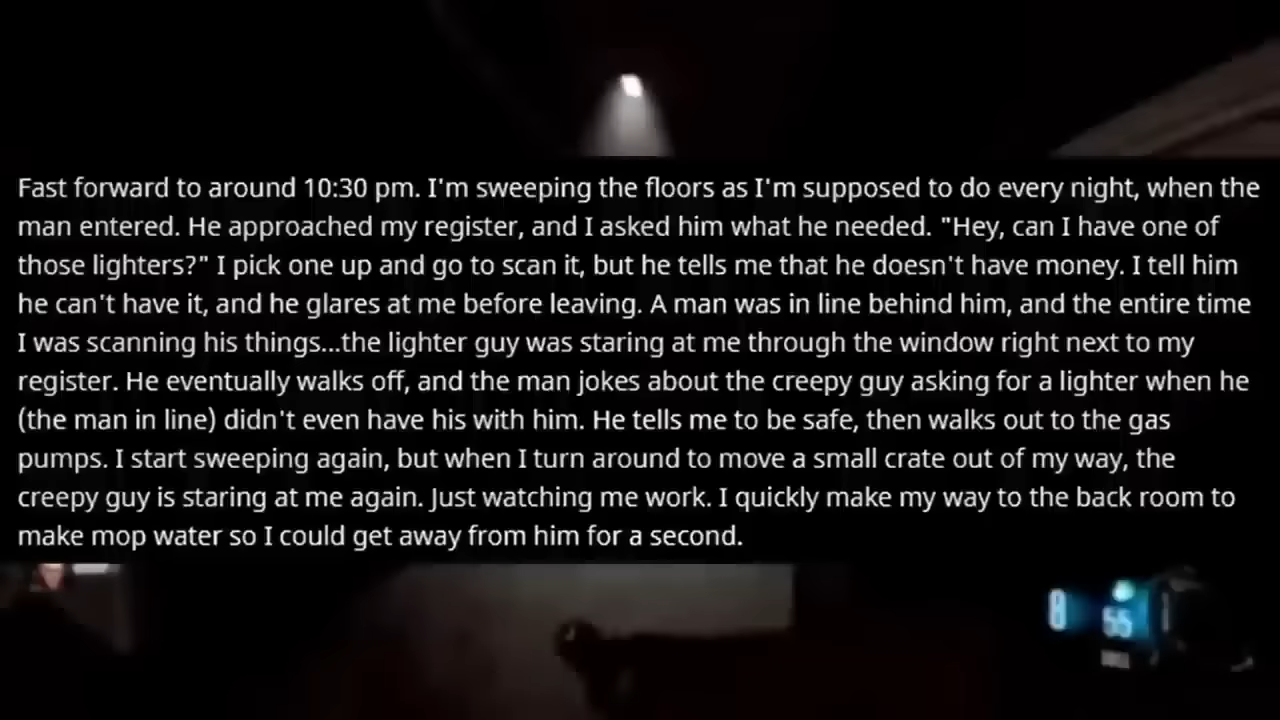 Fast forward to around 10:30 pm. I'm sweeping the floors as I'm supposed to do every night, when the
man entered. He approached my register, and I asked him what he needed. "Hey, can I have one of
those lighters?" I pick one up and go to scan it, but he tells me that he doesn't have money. I tell him
he can't have it, and he glares at me before leaving. A man was in line behind him, and the entire time
I was scanning his things...the lighter guy was staring at me through the window right next to my
register. He eventually walks off, and the man jokes about the creepy guy asking for a lighter when he
(the man in line) didn't even have his with him. He tells me to be safe, then walks out to the gas
pumps. I start sweeping again, but when I turn around to move a small crate out of my way, the
creepy guy is staring at me again. Just watching me work. I quickly make my way to the back room to
make mop water so I could get away from him for a second.
8
55